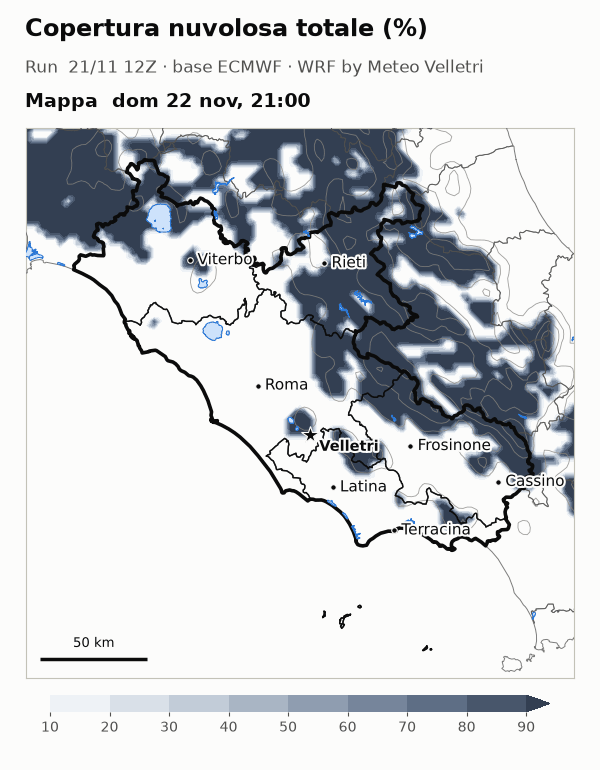 Copertura nuvolosa totale (%)
Run  21/11 12Z · base ECMWF · WRF by Meteo Velletri
Mappa  dom 22 nov, 21:00
Viterbo
Rieti
Roma
Velletri
Frosinone
Cassino
Latina
Terracina
50 km
10 20 30 40 50 60 70 80 90